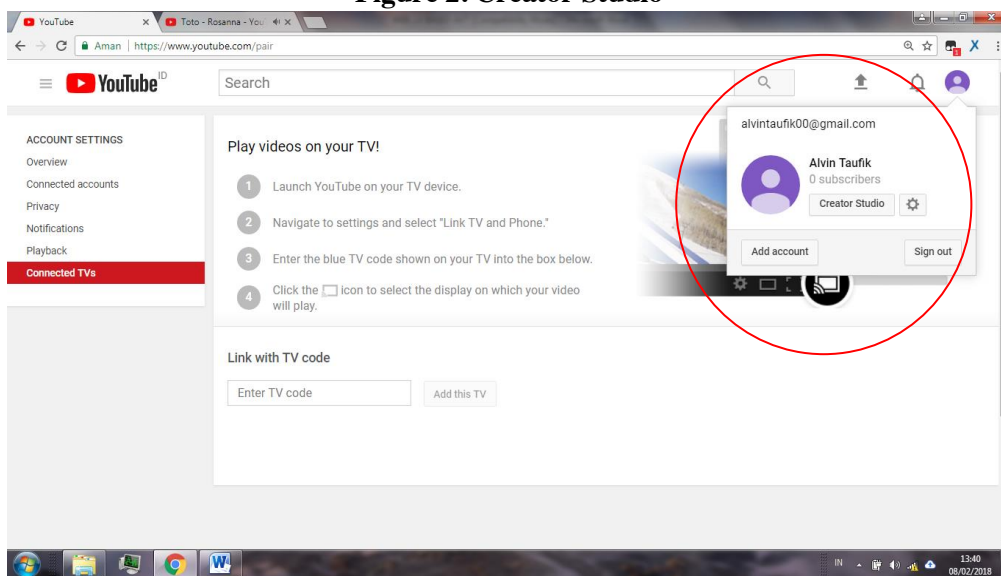 Figure 2. Creator Studio
YouTube
Toto - Rosanna - You
Aman | https://www.youtube.com/pair
1
YouTube ID
Search
alvintaufik00@gmail.com
Alvin Taufik
0 subscribers
Creator Studio
Add account
Sign out
ACCOUNT SETTINGS
Overview
Connected accounts
Privacy
Notifications
Playback
Connected TVs
Play videos on your TV!
1 Launch YouTube on your TV device.
2 Navigate to settings and select "Link TV and Phone."
3 Enter the blue TV code shown on your TV into the box below.
4 Click the icon to select the display on which your video
will play.
Link with TV code
Enter TV code
Add this TV
IN
13:40
08/02/2018